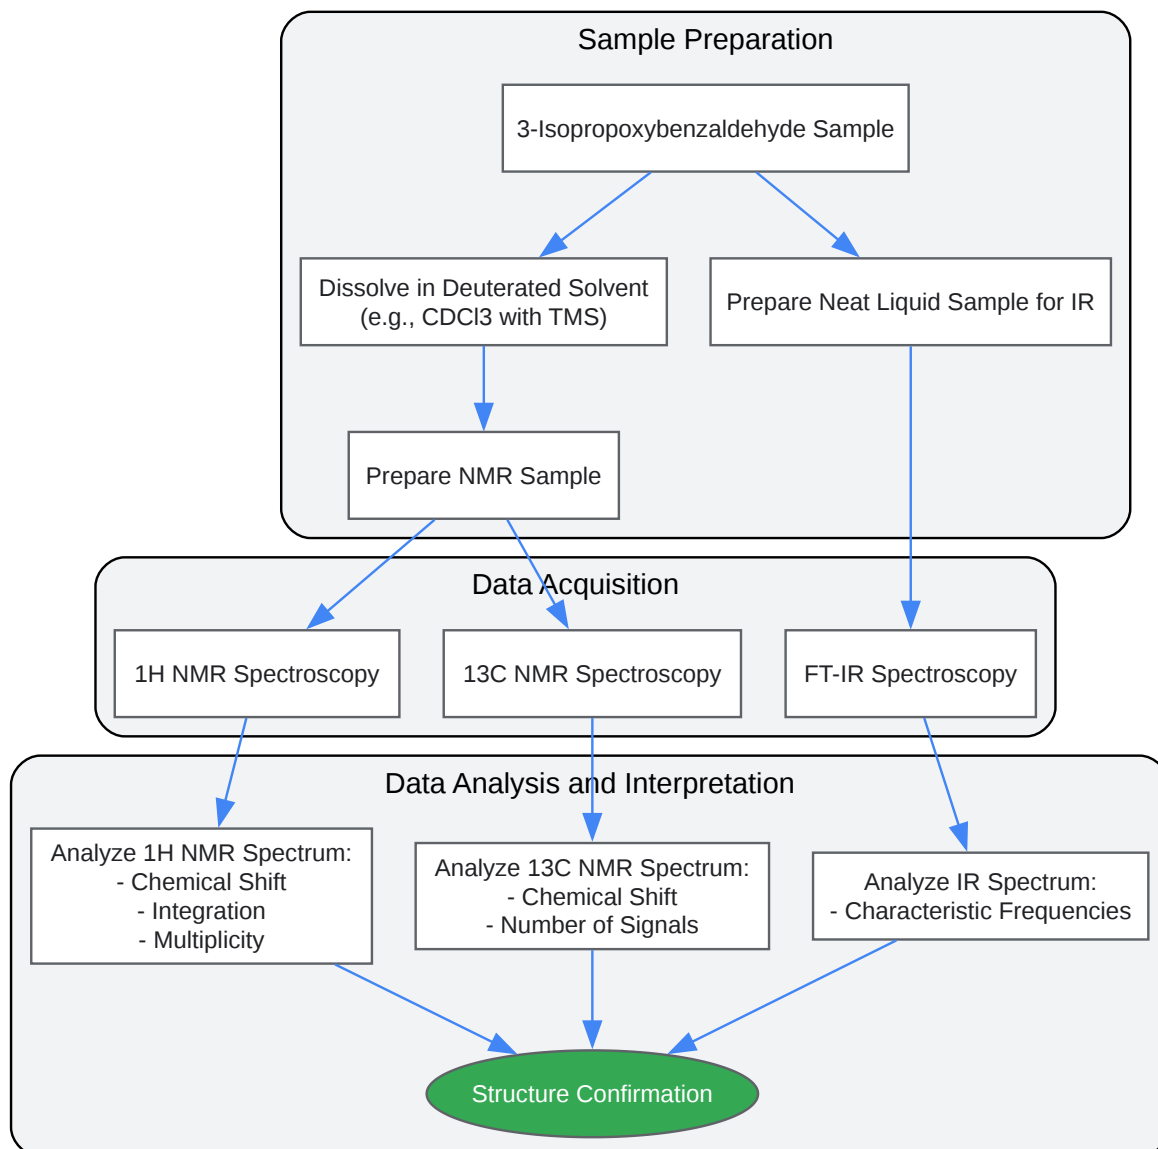 Sample Preparation
3-Isopropoxybenzaldehyde Sample
Dissolve in Deuterated Solvent
(e.g., CDCl3 with TMS)
Prepare Neat Liquid Sample for IR
Prepare NMR Sample
Data Acquisition
1H NMR Spectroscopy
13C NMR Spectroscopy
FT-IR Spectroscopy
Data Analysis and Interpretation
Analyze 1H NMR Spectrum:
- Chemical Shift
- Integration
- Multiplicity
Analyze 13C NMR Spectrum:
- Chemical Shift
- Number of Signals
Analyze IR Spectrum:
- Characteristic Frequencies
Structure Confirmation